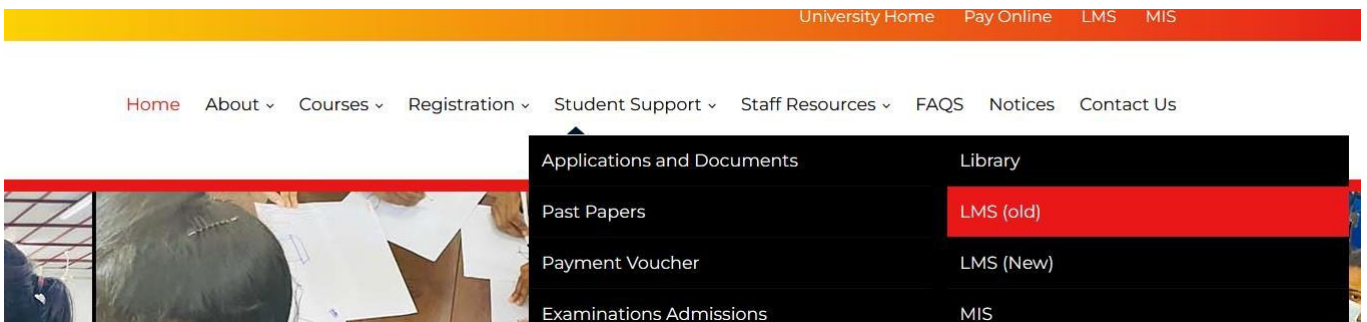 University Home Pay Online LMS MIS
Home About Courses Registration Student Support Staff Resources FAQS Notices Contact Us
Applications and Documents
Past Papers
Payment Voucher
Examinations Admissions
Library
LMS (old)
LMS (New)
MIS